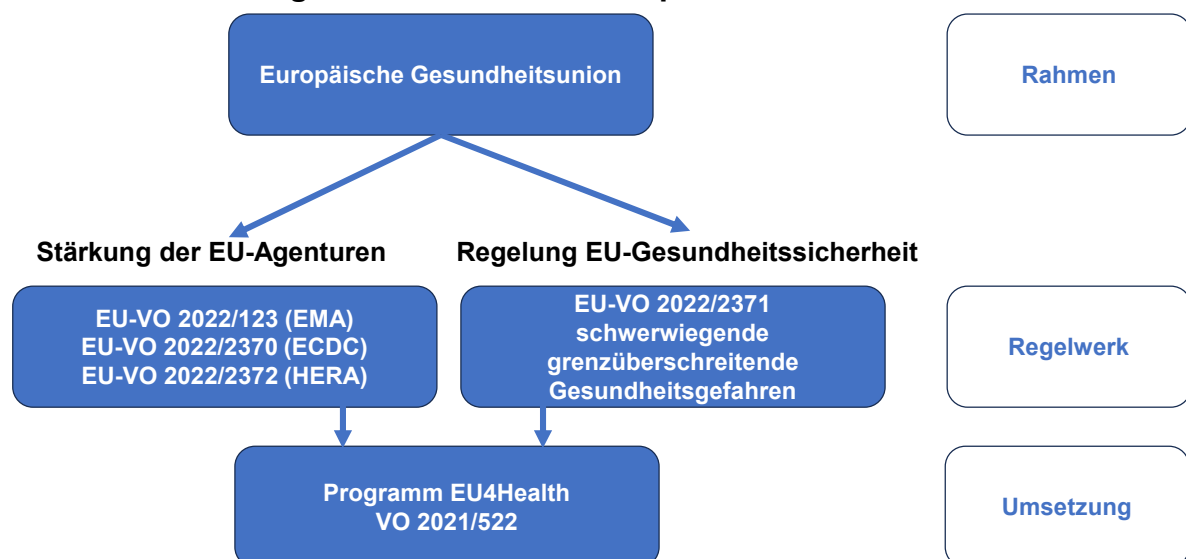 Europäische Gesundheitsunion
Rahmen
Stärkung der EU-Agenturen
Regelung EU-Gesundheitssicherheit
EU-VO 2022/123 (EMA)
EU-VO 2022/2370 (ECDC)
EU-VO 2022/2372 (HERA)
EU-VO 2022/2371
schwerwiegende
grenzüberschreitende
Gesundheitsgefahren
Regelwerk
Programm EU4Health
VO 2021/522
Umsetzung